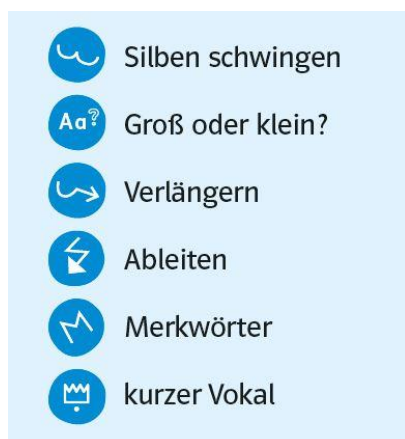 Silben schwingen
Aa? Groß oder klein?
Verlängern
Ableiten
Merkwörter
kurzer Vokal